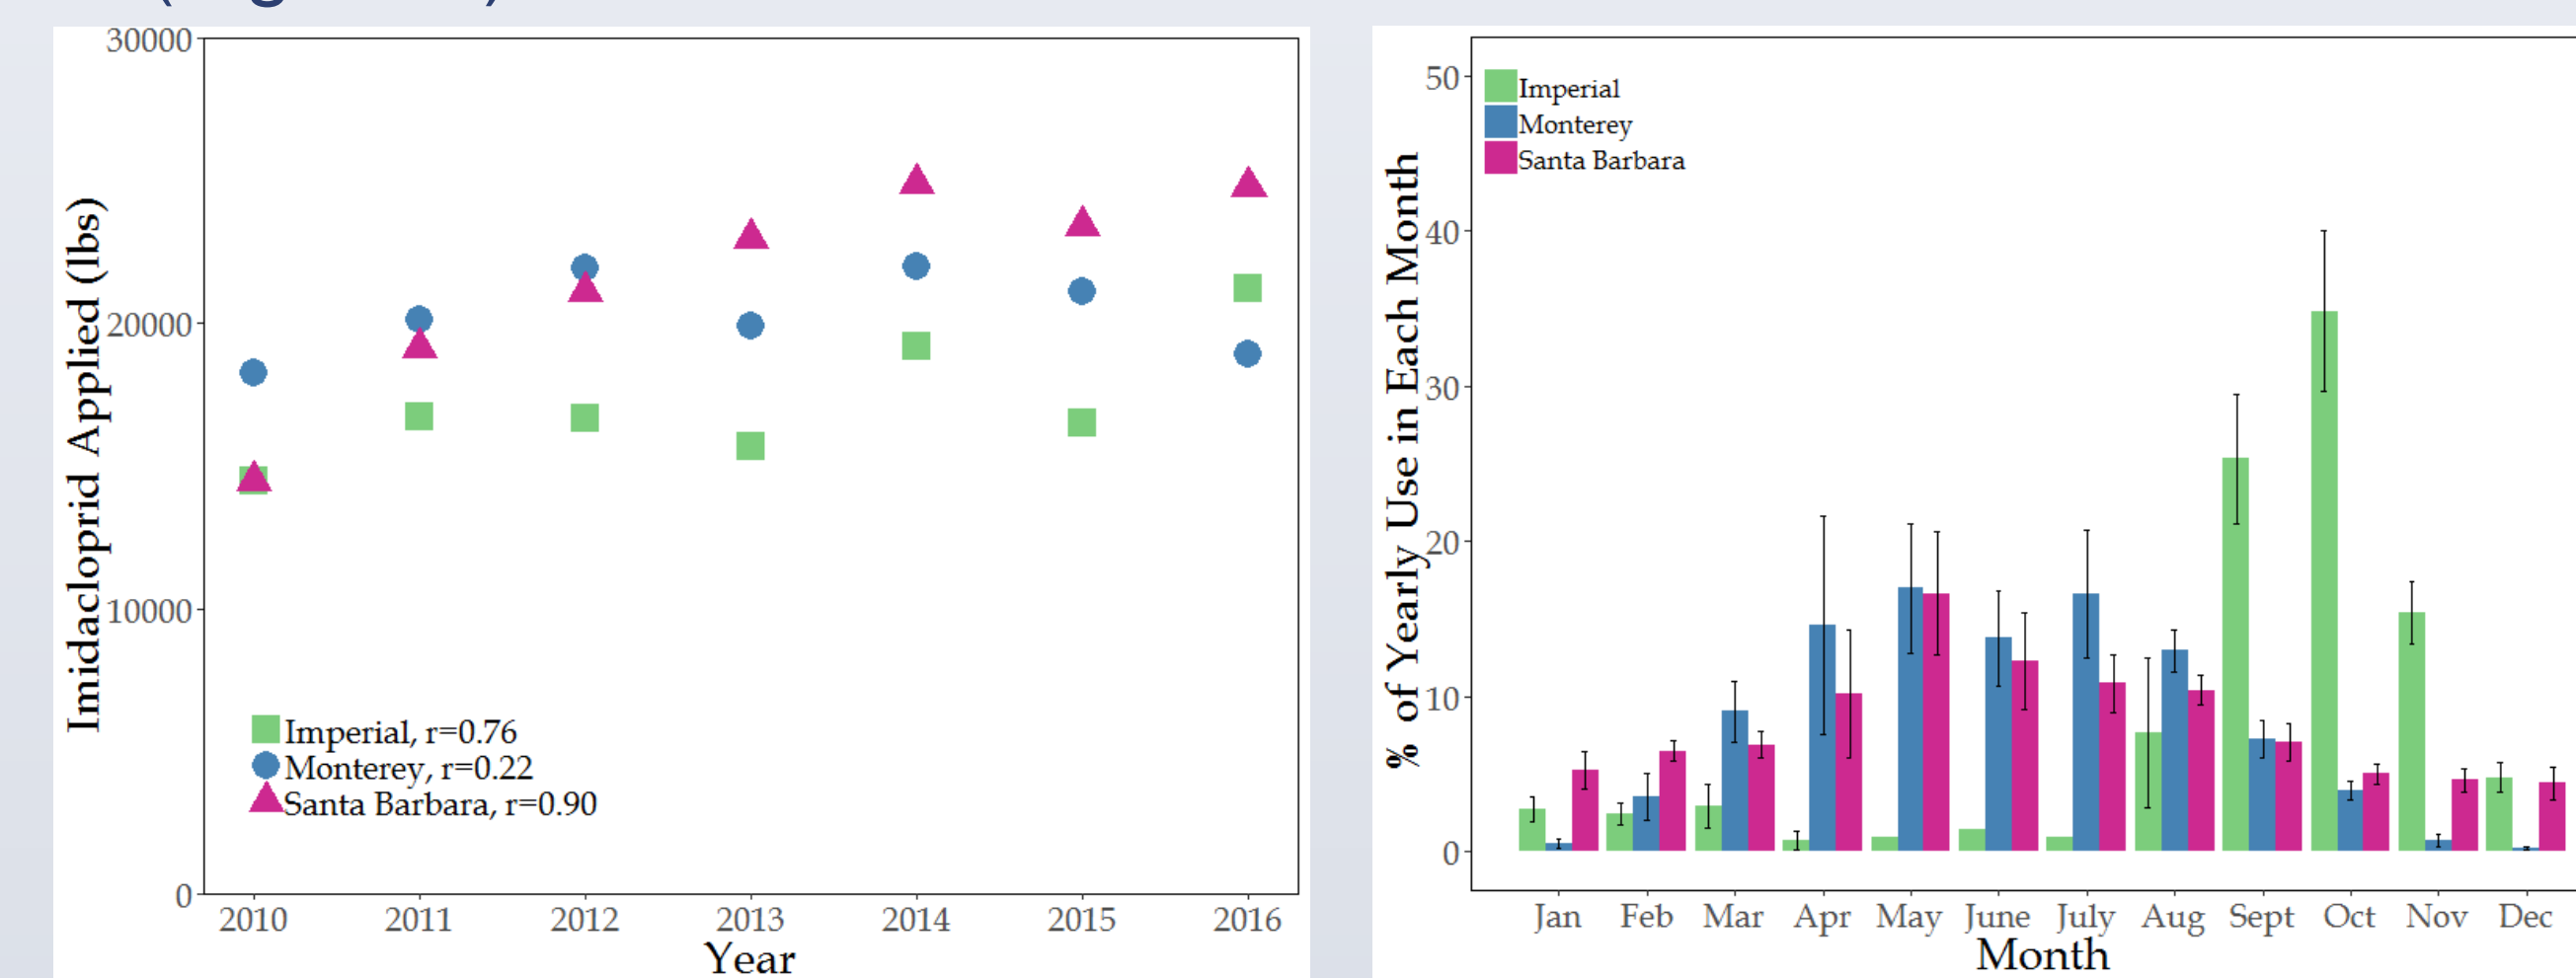 Imidacloprid Applied (lbs)
30000
20000
10000
0
Imperial, r=0.76
Monterey, r=0.22
Santa Barbara, r=0.90
2010 2011 2012 2013 2014 2015 2016
Year
% of Yearly Use in Each Month
50
40
30
20
10
0
Imperial
Monterey
Santa Barbara
Jan Feb Mar Apr May June July Aug Sept Oct Nov Dec
Month